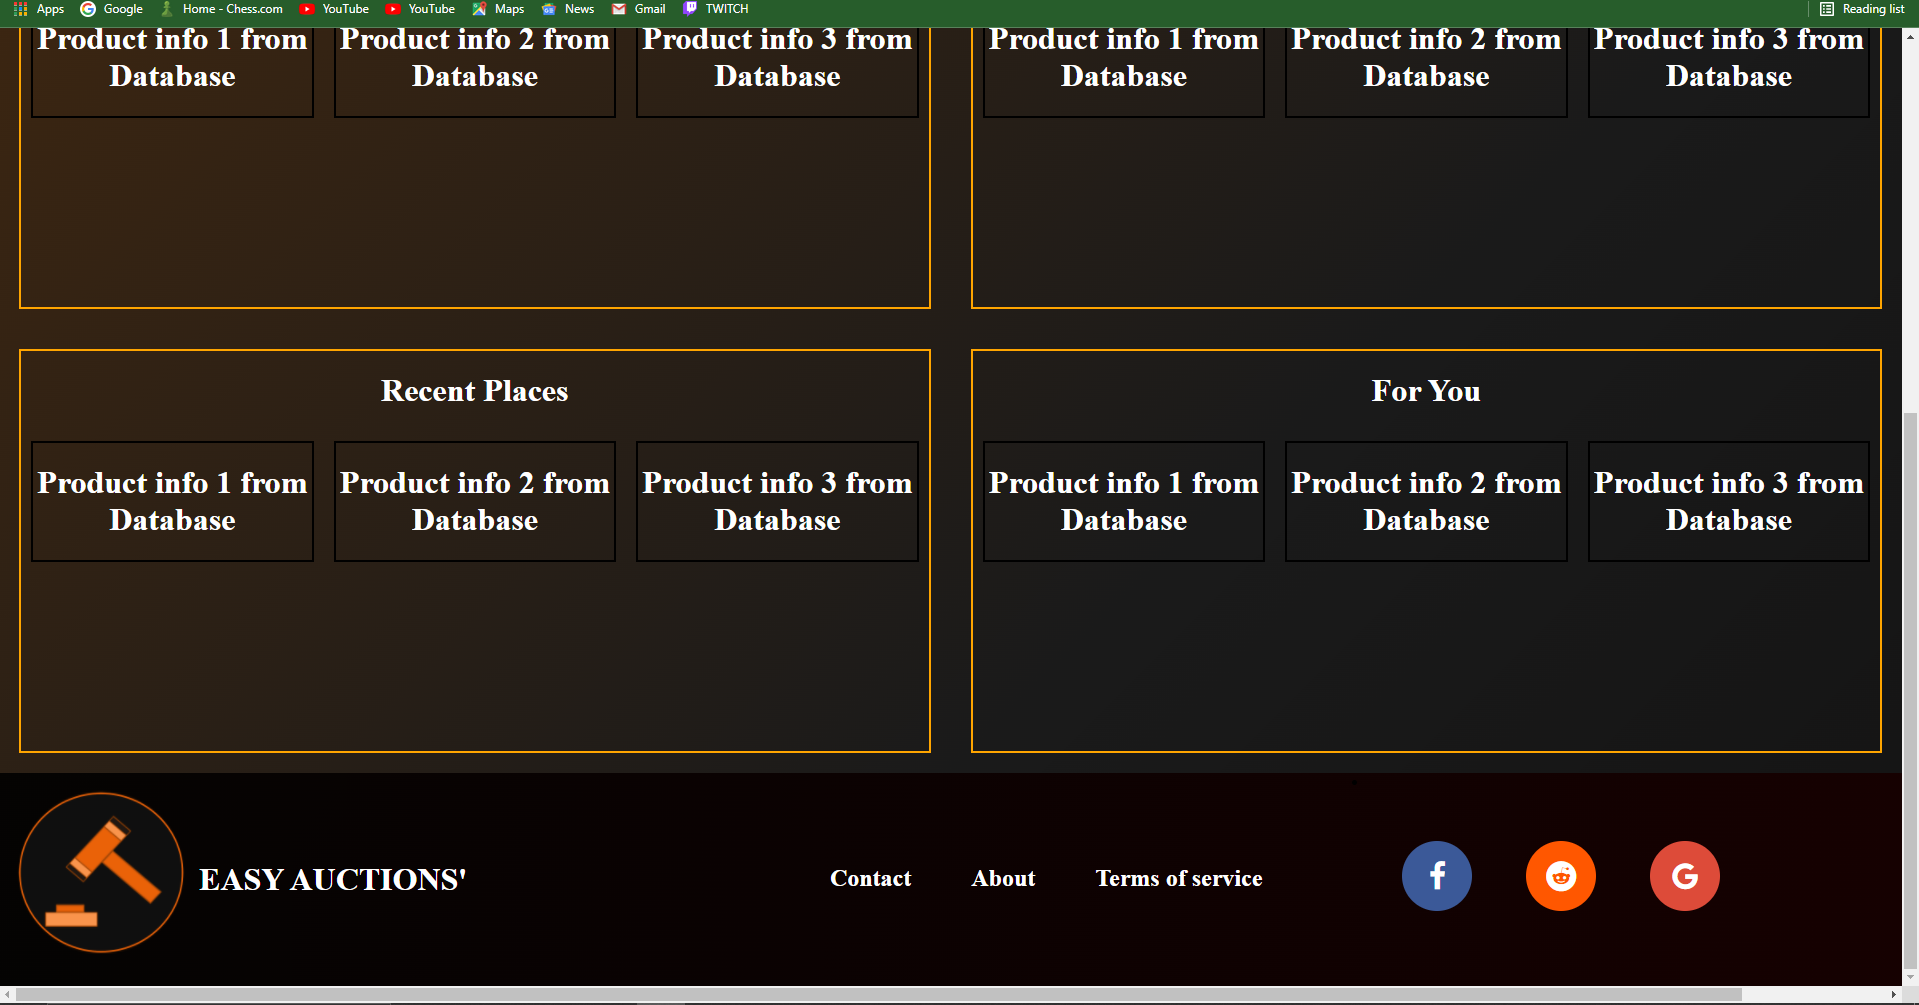 Apps Google Home - Chess.com YouTube YouTube Maps News Gmail TWITCH Reading list
Product info 1 from Database
Product info 2 from Database
Product info 3 from Database
Product info 1 from Database
Product info 2 from Database
Product info 3 from Database
Recent Places
Product info 1 from Database
Product info 2 from Database
Product info 3 from Database
For You
Product info 1 from Database
Product info 2 from Database
Product info 3 from Database
EASY AUCTIONS'
Contact About Terms of service